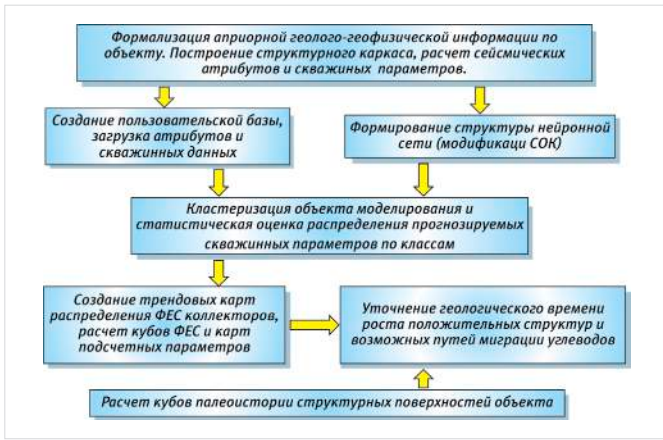 Формализация априорной геолого-геофизической информации по
объекту. Построение структурного каркаса, расчет сейсмических
атрибутов и скважиных параметров.
Создание пользовательской базы,
загрузка атрибутов и
скважинных данных
Формирование структуры нейронной
сети (модификаци СОК)
Кластеризация объекта моделирования и
статистическая оценка распределения прогнозируемых
скважинных параметров по классам
Создание трендовых карт
распределения ФЕС коллекторов,
расчет кубов ФЕС и карт
подсчетных параметров
Уточнение геологического времени
роста положительных структур и
возможных путей миграции углеводов
Расчет кубов палеоистории структурных поверхностей объекта